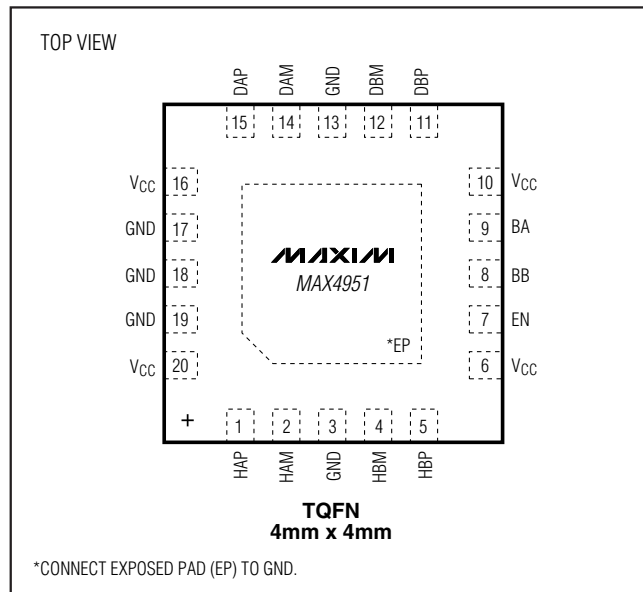 TOP VIEW
DAP DAM GND DBM DBP
15 14 13 12 11
VCC 16 10 VCC
GND 17 9 BA
MAXIM
GND 18 MAX4951 8 BB
GND 19 7 EN
*EP
VCC 20 6 VCC
+ 1 2 3 4 5
HAP HAM GND HBM HBP
TQFN
4mm x 4mm
*CONNECT EXPOSED PAD (EP) TO GND.